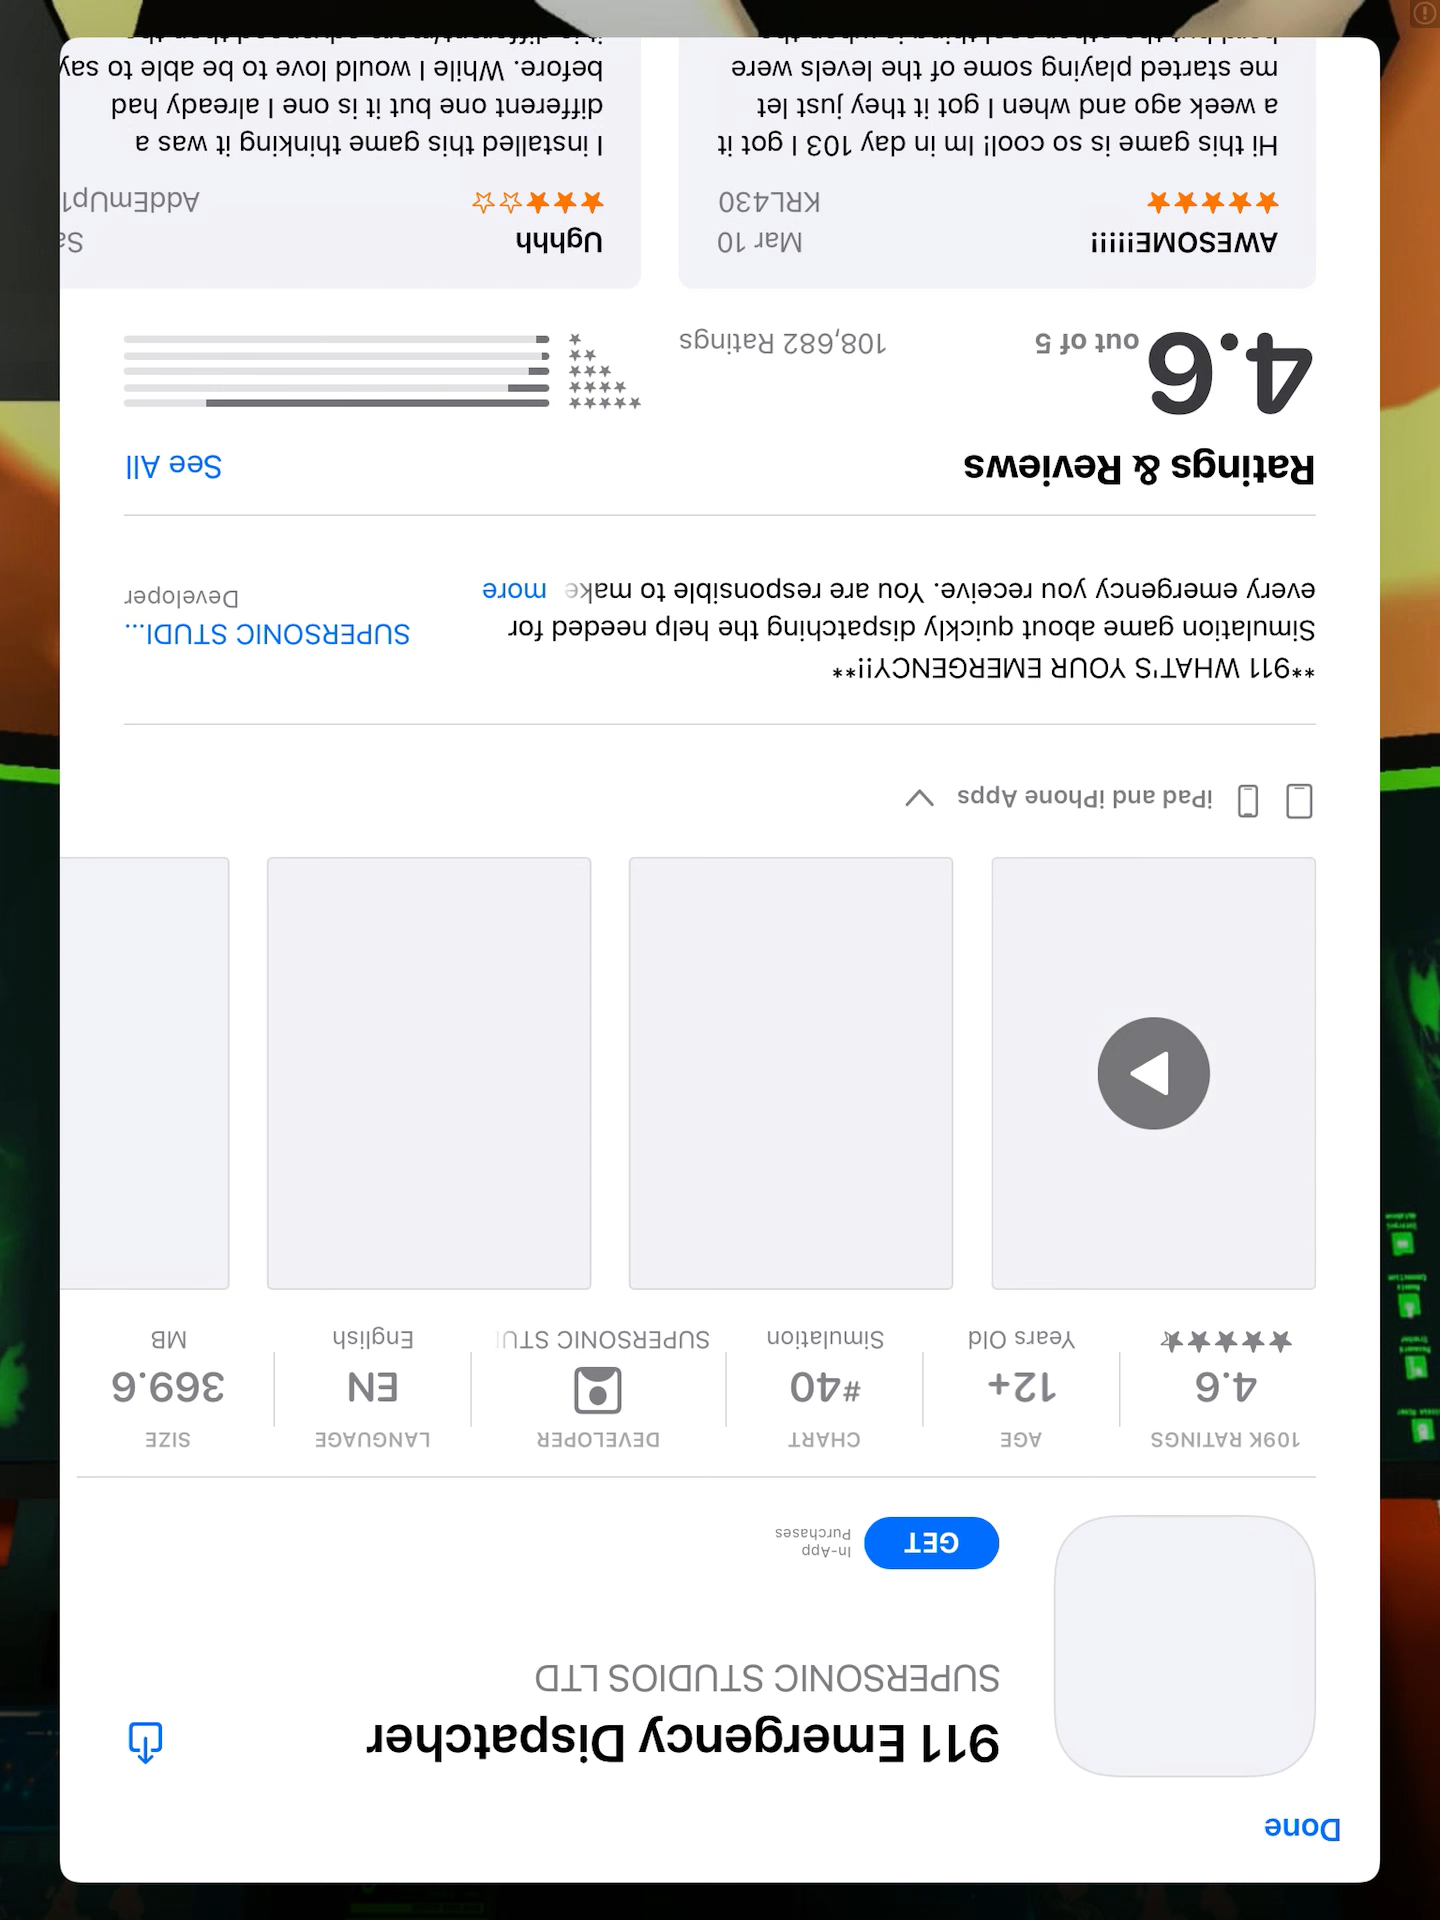 Done
911 Emergency Dispatcher
SUPERSONIC STUDIOS LTD
GET
In-App
Purchases
109K RATINGS
4.6
AGE
12+
Years Old
CHART
#40
Simulation
DEVELOPER
SUPERSONIC STU
LANGUAGE
EN
English
SIZE
369.6
MB
iPad and iPhone Apps
**911 WHAT'S YOUR EMERGENCY!!**
Simulation game about quickly dispatching the help needed for
every emergency you receive. You are responsible to make more
SUPERSONIC STUDI...
Developer
Ratings & Reviews
See All
4.6 out of 5
108,682 Ratings
AWESOME!!!!!
Mar 10
KRL430
Hi this game is so cool! Im in day 103 I got it
a week ago and when I got it they just let
me started playing some of the levels were
Ughhh
Sa
AddEmUp1
I installed this game thinking it was a
different one but it is one I already had
before. While I would love to be able to say